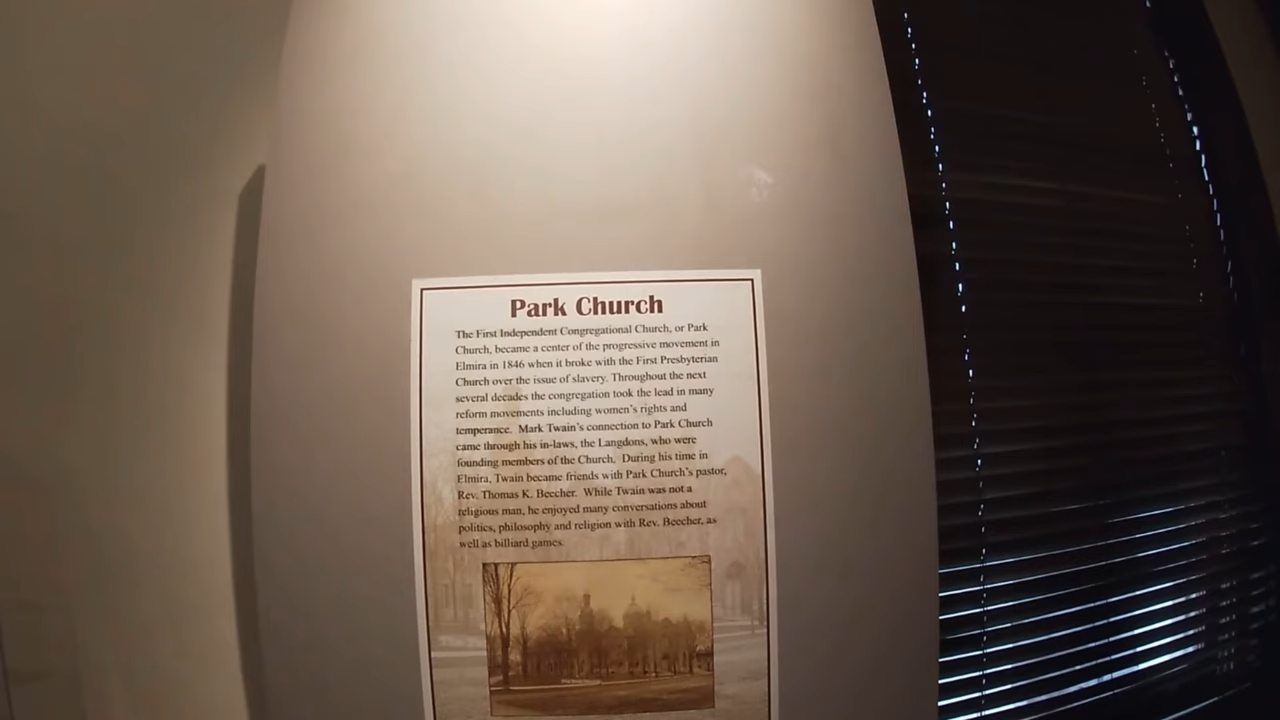 Park Church
The First Independent Congregational Church, or Park
Church, became a center of the progressive movement in
Elmira in 1846 when it broke with the First Presbyterian
Church over the issue of slavery. Throughout the next
several decades the congregation took the lead in many
reform movements including women's rights and
temperance. Mark Twain's connection to Park Church
came through his in-laws, the Langdons, who were
founding members of the Church. During his time in
Elmira, Twain became friends with Park Church's pastor,
Rev. Thomas K. Beecher. While Twain was not a
religious man, he enjoyed many conversations about
politics, philosophy and religion with Rev. Beecher, as
well as billiard games.